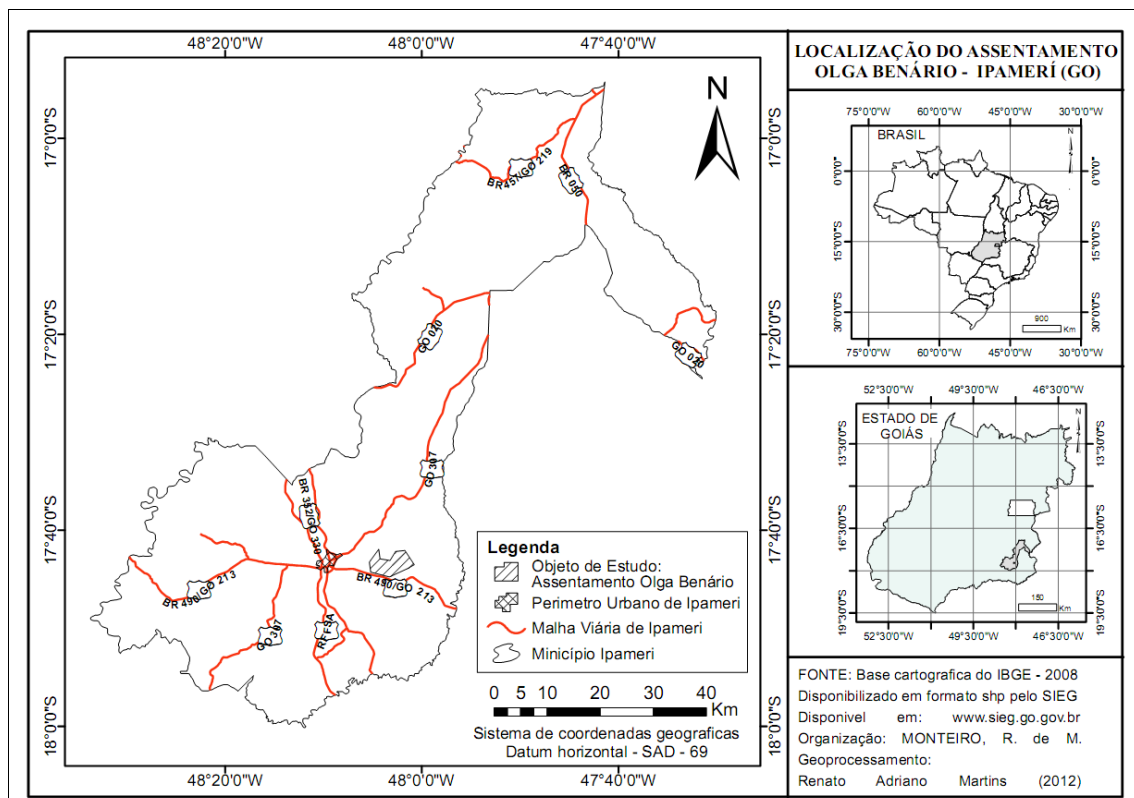 LOCALIZAÇÃO DO ASSENTAMENTO
OLGA BENÁRIO - IPAMERÍ (GO)
48°20'0"W
48°0'0"W
47°40'0"W
17°0'0"S
17°20'0"S
17°40'0"S
18°0'0"S
17°0'0"S
17°20'0"S
17°40'0"S
18°0'0"S
48°20'0"W
48°0'0"W
47°40'0"W
N
BR457/GO 219
BR 050
GO 020
GO 020
GO 307
BR 352/GO 330
BR 490/GO 213
BR 490/GO 213
GO 307
RFFSA
Legenda
Objeto de Estudo:
Assentamento Olga Benário
Perimetro Urbano de Ipameri
Malha Viária de Ipameri
Minicípio Ipameri
0 5 10 20 30 40
Km
Sistema de coordenadas geograficas
Datum horizontal - SAD - 69
75°0'0"W 60°0'0"W 45°0'0"W 30°0'0"W
BRASIL
N
0°0'0"
15°0'0"S
30°0'0"S
0°0'0"
15°0'0"S
30°0'0"S
900
Km
75°0'0"W 60°0'0"W 45°0'0"W 30°0'0"W
52°30'0"W 49°30'0"W 46°30'0"W
ESTADO DE
GOIÁS
N
13°30'0"S
16°30'0"S
19°30'0"S
13°30'0"S
16°30'0"S
19°30'0"S
150
Km
52°30'0"W 49°30'0"W 46°30'0"W
FONTE: Base cartografica do IBGE - 2008
Disponibilizado em formato shp pelo SIEG
Disponivel em: www.sieg.go.gov.br
Organização: MONTEIRO, R. de M.
Geoprocessamento:
Renato Adriano Martins (2012)